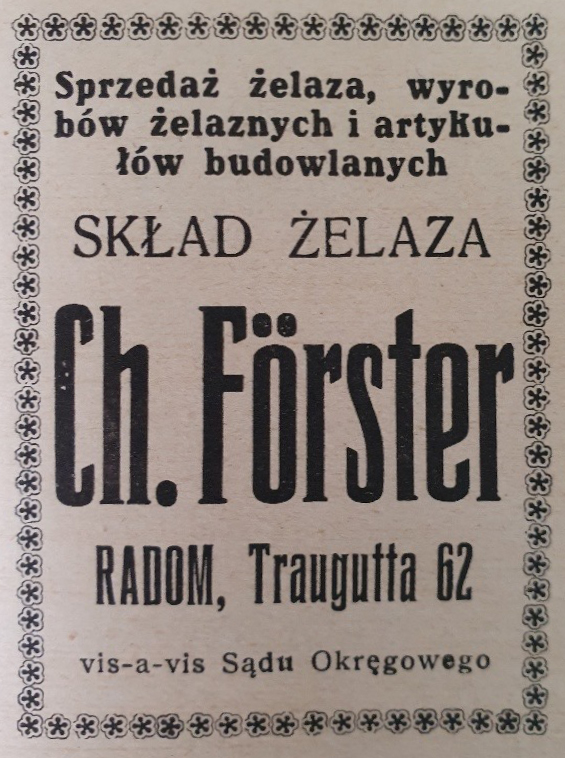 Sprzedaż żelaza, wyro-
bów żelaznych i artyku-
łów budowlanych
SKŁAD ŻELAZA
Ch. Förster
RADOM, Traugutta 62
vis-a-vis Sądu Okręgowego